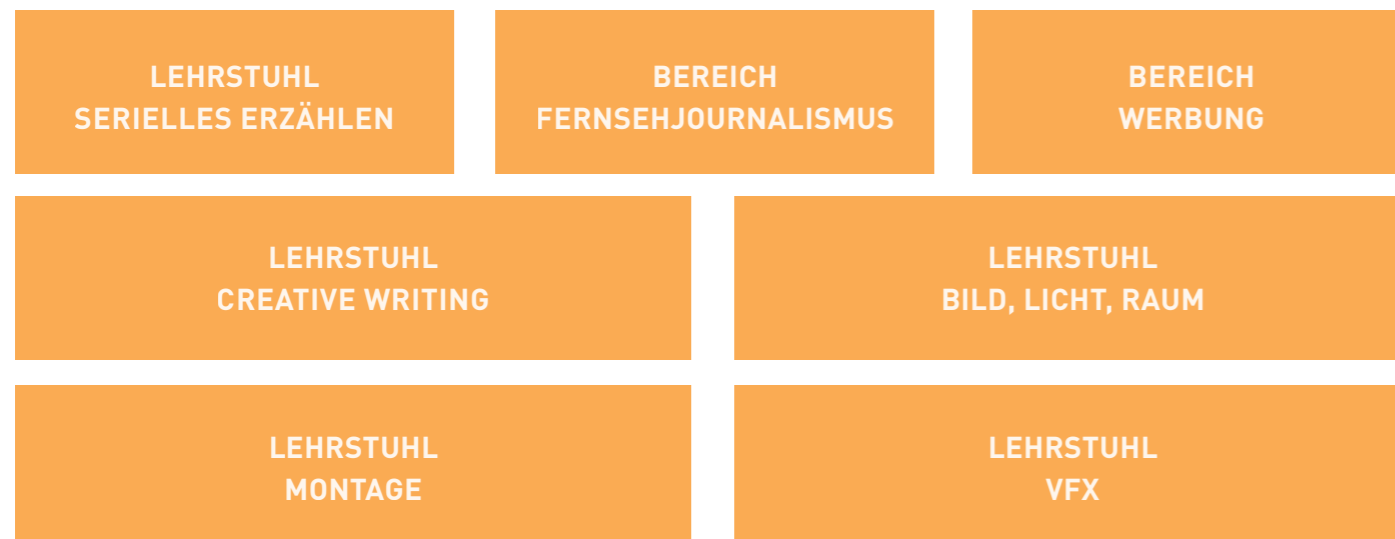 LEHRSTUHL
SERIELLES ERZÄHLEN
BEREICH
FERNSEHJOURNALISMUS
BEREICH
WERBUNG
LEHRSTUHL
CREATIVE WRITING
LEHRSTUHL
BILD, LICHT, RAUM
LEHRSTUHL
MONTAGE
LEHRSTUHL
VFX